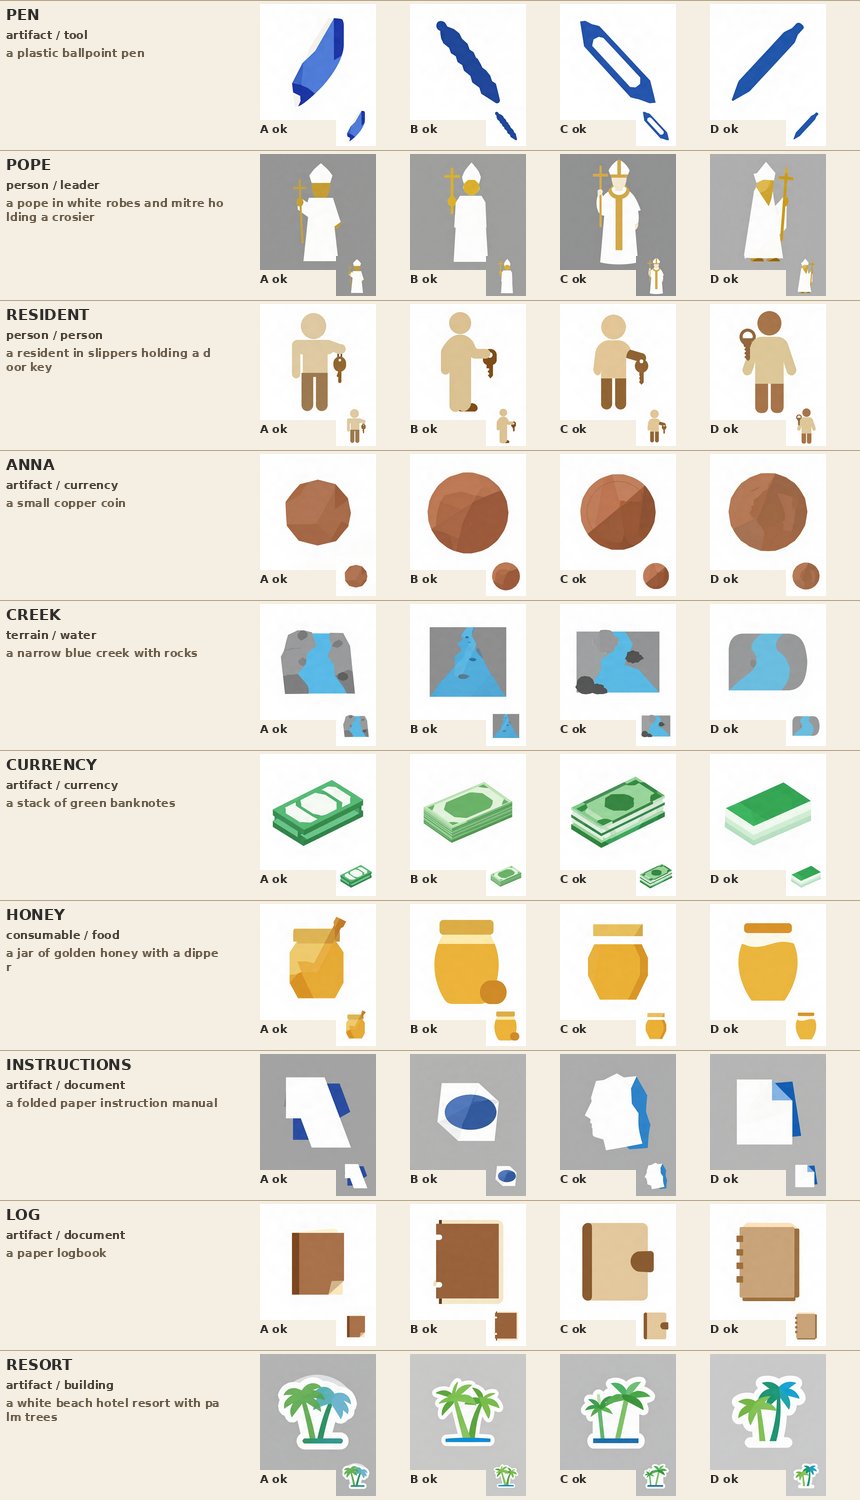 PEN
artifact / tool
a plastic ballpoint pen
A ok
B ok
C ok
D ok
POPE
person / leader
a pope in white robes and mitre ho
lding a crosier
A ok
B ok
C ok
D ok
RESIDENT
person / person
a resident in slippers holding a d
oor key
A ok
B ok
C ok
D ok
ANNA
artifact / currency
a small copper coin
A ok
B ok
C ok
D ok
CREEK
terrain / water
a narrow blue creek with rocks
A ok
B ok
C ok
D ok
CURRENCY
artifact / currency
a stack of green banknotes
A ok
B ok
C ok
D ok
HONEY
consumable / food
a jar of golden honey with a dippe
r
A ok
B ok
C ok
D ok
INSTRUCTIONS
artifact / document
a folded paper instruction manual
A ok
B ok
C ok
D ok
LOG
artifact / document
a paper logbook
A ok
B ok
C ok
D ok
RESORT
artifact / building
a white beach hotel resort with pa
lm trees
A ok
B ok
C ok
D ok